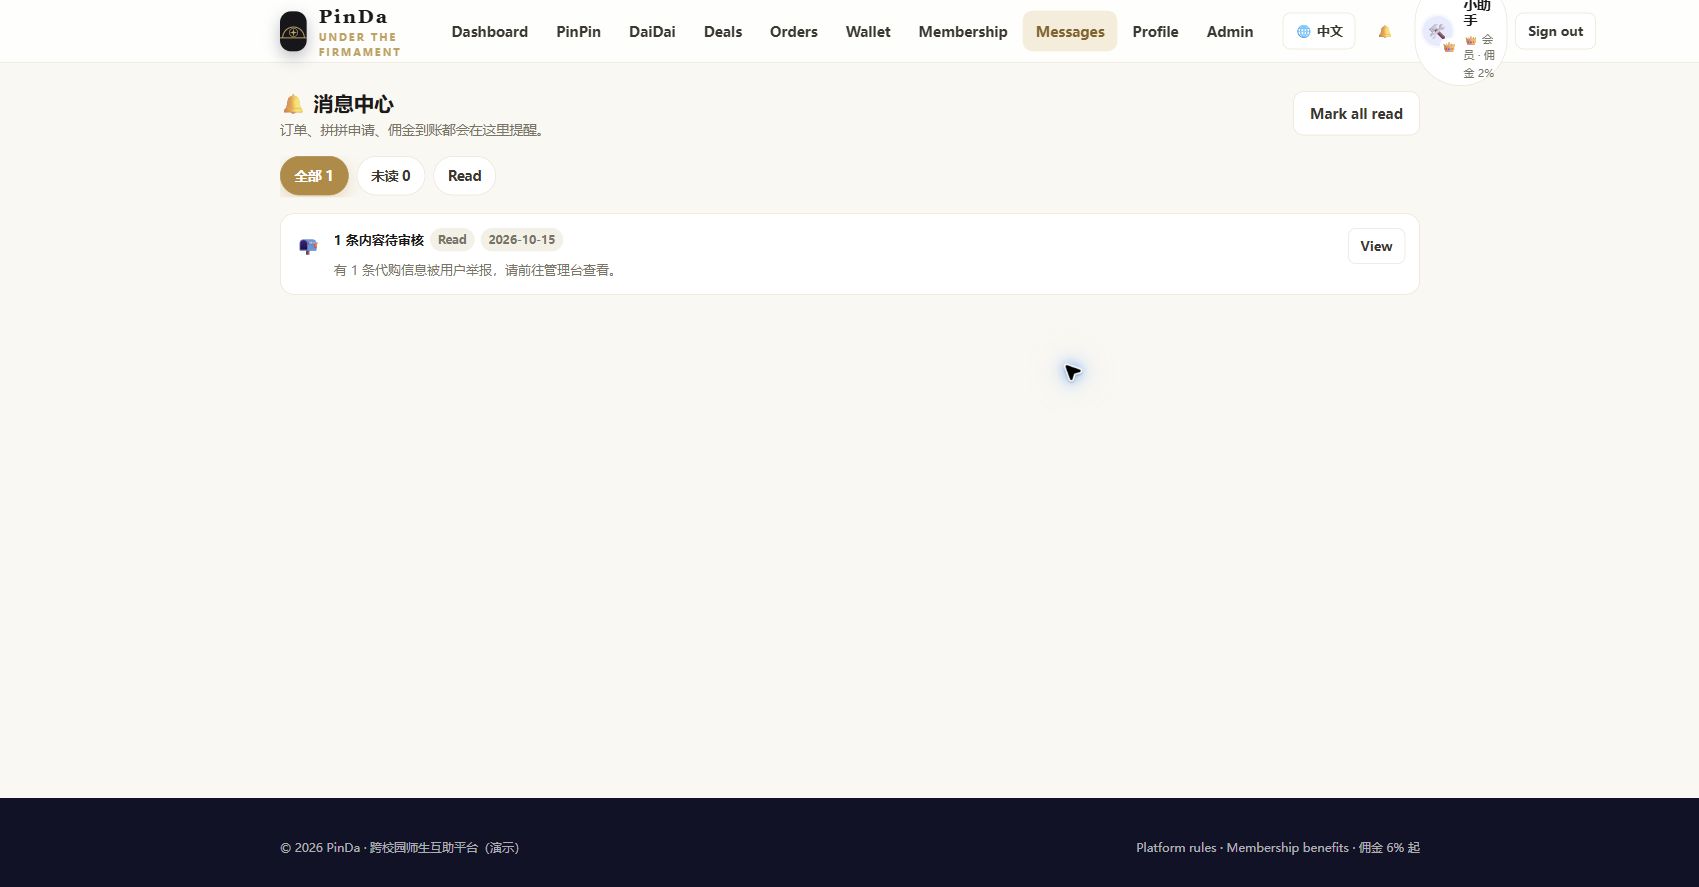 PinDa
UNDER THE
FIRMAMENT
Dashboard
PinPin
DaiDai
Deals
Orders
Wallet
Membership
Messages
Profile
Admin
中文
小助
手
会
员 · 佣
金 2%
Sign out
消息中心
订单、拼拼申请、佣金到账都会在这里提醒。
Mark all read
全部 1
未读 0
Read
1 条内容待审核 Read 2026-10-15
有 1 条代购信息被用户举报，请前往管理台查看。
View
© 2026 PinDa · 跨校园师生互助平台（演示）
Platform rules · Membership benefits · 佣金 6% 起